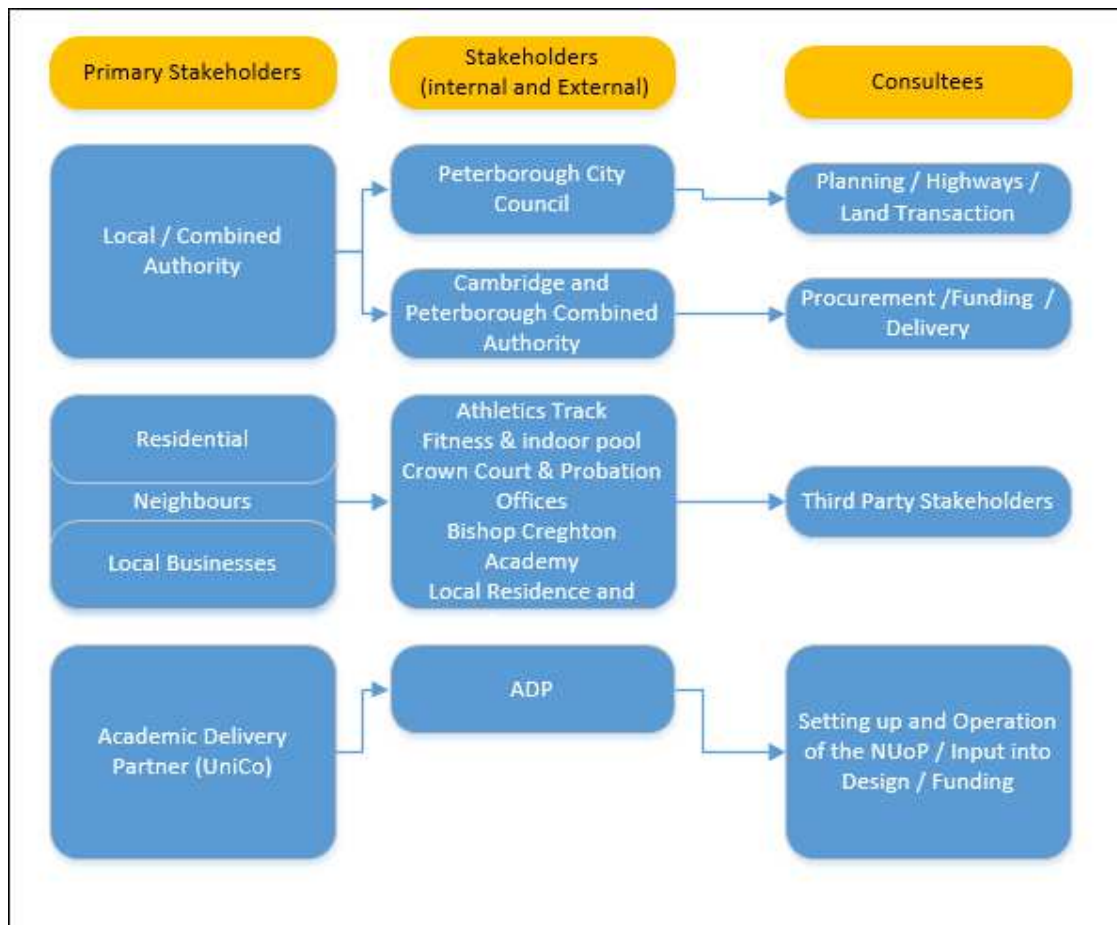 Primary Stakeholders
Stakeholders
(internal and External)
Consultees
Local / Combined
Authority
Peterborough City
Council
Planning / Highways /
Land Transaction
Cambridge and
Peterborough Combined
Authority
Procurement /Funding /
Delivery
Residential
Neighbours
Local Businesses
Athletics Track
Fitness & indoor pool
Crown Court & Probation
Offices
Bishop Creghton
Academy
Local Residence and
Third Party Stakeholders
Academic Delivery
Partner (UniCo)
ADP
Setting up and Operation
of the NUoP / Input into
Design / Funding